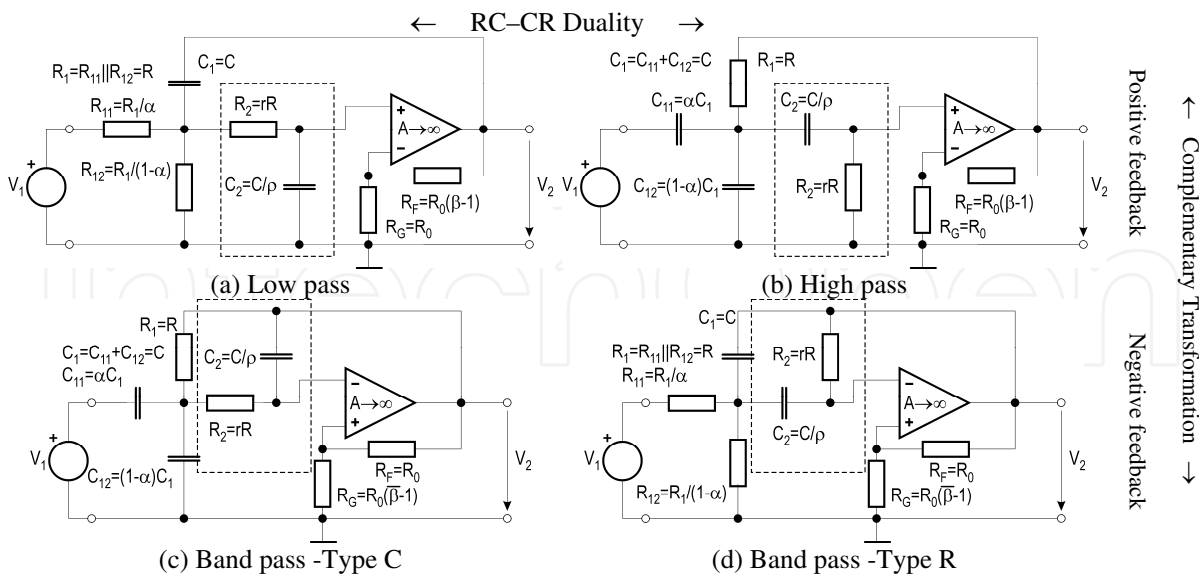 ← RC–CR Duality →
C₁=C
R₁=R₁₁||R₁₂=R
R₁₁=R₁/α
R₂=rR
+
A→∞
−
R₁₂=R₁/(1-α)
C₂=C/ρ
+
V₁
R_F=R₀(β-1)
R_G=R₀
V₂
(a) Low pass
C₁=C₁₁+C₁₂=C
R₁=R
C₁₁=αC₁
C₂=C/ρ
+
A→∞
−
C₁₂=(1-α)C₁
R₂=rR
+
V₁
R_F=R₀(β-1)
R_G=R₀
V₂
(b) High pass
Positive feedback
R₁=R
C₁=C₁₁+C₁₂=C
C₁₁=αC₁
C₂=C/ρ
−
A→∞
+
R₂=rR
+
V₁
C₁₂=(1-α)C₁
R_F=R₀
R_G=R₀(β̅-1)
V₂
(c) Band pass -Type C
C₁=C
R₁=R₁₁||R₁₂=R
R₁₁=R₁/α
R₂=rR
−
A→∞
+
C₂=C/ρ
+
V₁
R₁₂=R₁/(1-α)
R_F=R₀
R_G=R₀(β̅-1)
V₂
(d) Band pass -Type R
Negative feedback
← Complementary Transformation →